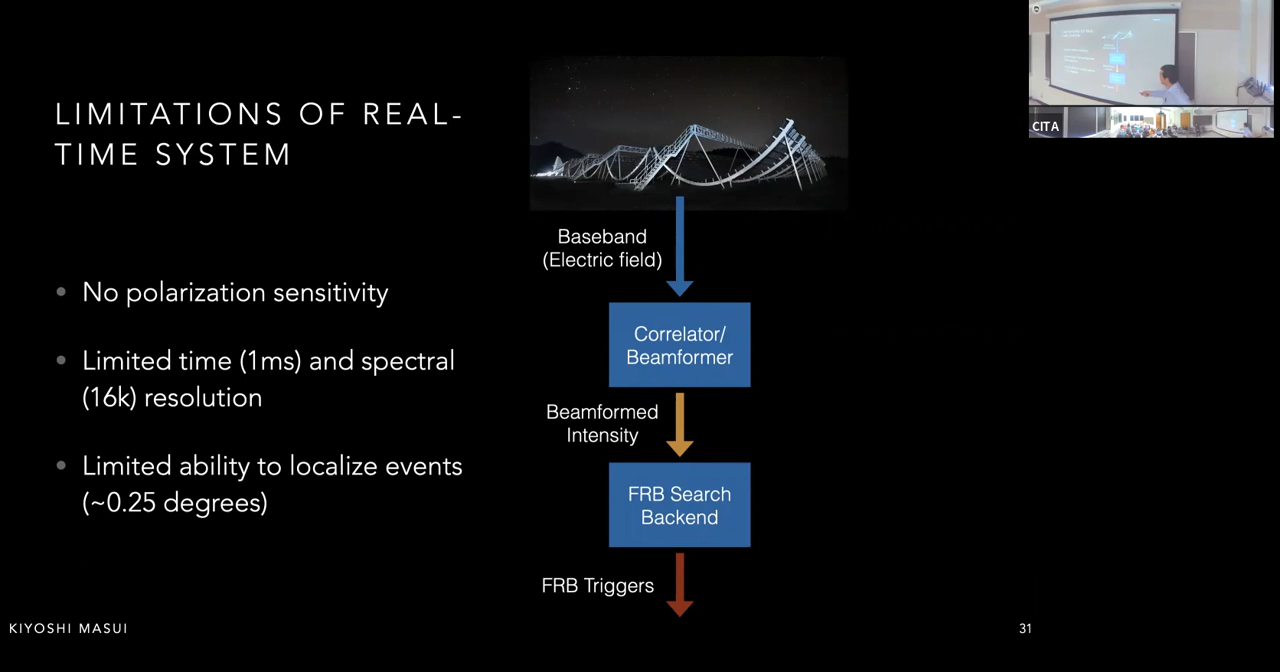 LIMITATIONS OF REAL-
TIME SYSTEM
• No polarization sensitivity
• Limited time (1ms) and spectral
(16k) resolution
• Limited ability to localize events
(~0.25 degrees)
Baseband
(Electric field)
Correlator/
Beamformer
Beamformed
Intensity
FRB Search
Backend
FRB Triggers
KIYOSHI MASUI
31
CITA